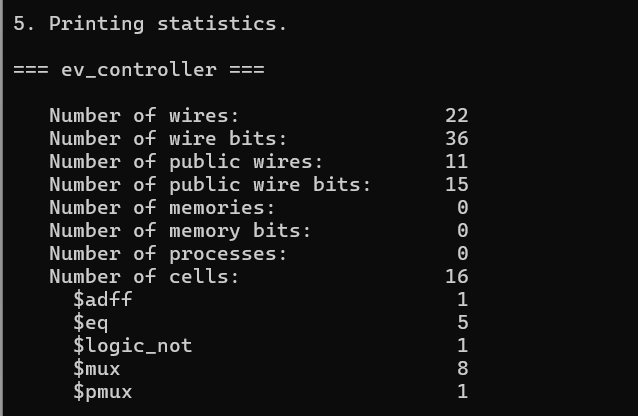 5. Printing statistics.
=== ev_controller ===
Number of wires: 22
Number of wire bits: 36
Number of public wires: 11
Number of public wire bits: 15
Number of memories: 0
Number of memory bits: 0
Number of processes: 0
Number of cells: 16
$adff 1
$eq 5
$logic_not 1
$mux 8
$pmux 1